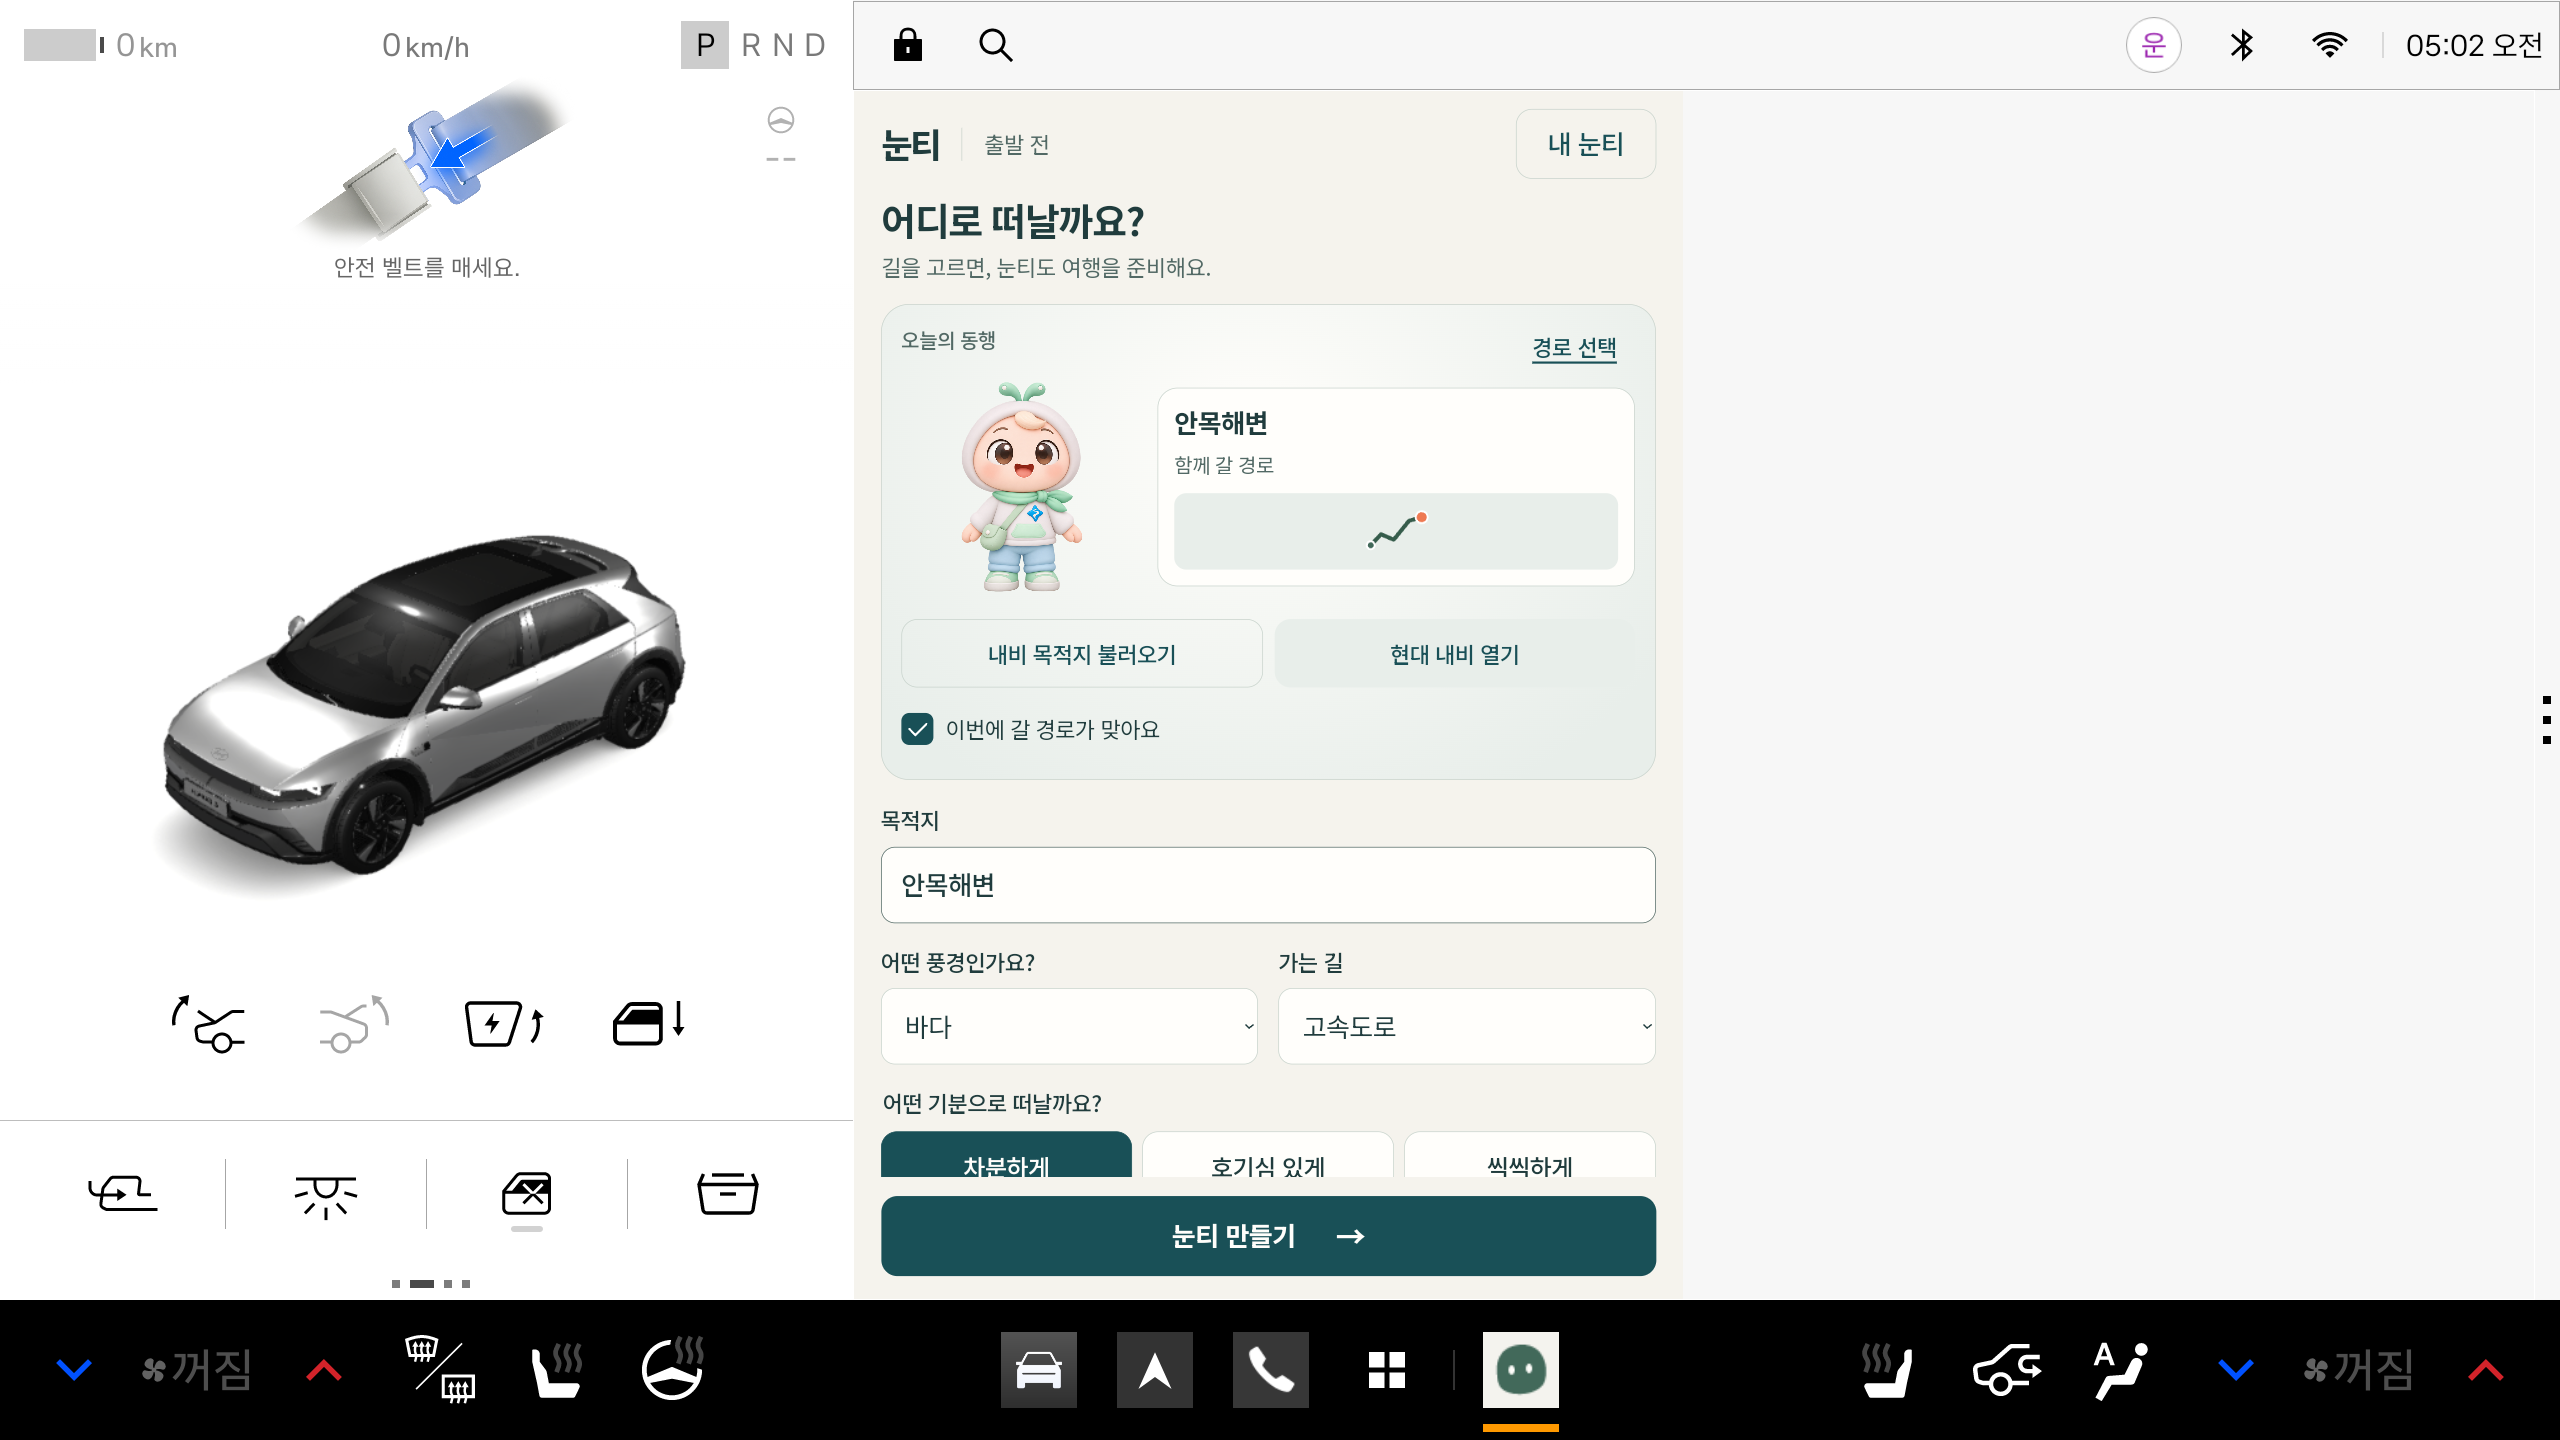 0 km
0 km/h
P R N D
안전 벨트를 매세요.
운
05:02 오전
눈티
출발 전
내 눈티
어디로 떠날까요?
길을 고르면, 눈티도 여행을 준비해요.
오늘의 동행
경로 선택
안목해변
함께 갈 경로
내비 목적지 불러오기
현대 내비 열기
이번에 갈 경로가 맞아요
목적지
안목해변
어떤 풍경인가요?
가는 길
바다
고속도로
어떤 기분으로 떠날까요?
차분하게
호기심 있게
씩씩하게
눈티 만들기 →
꺼짐
A
꺼짐